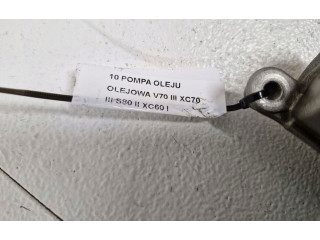 10 POMPA OLEJU
OLEJOWA V70 III XC70
III S80 II XC60 I